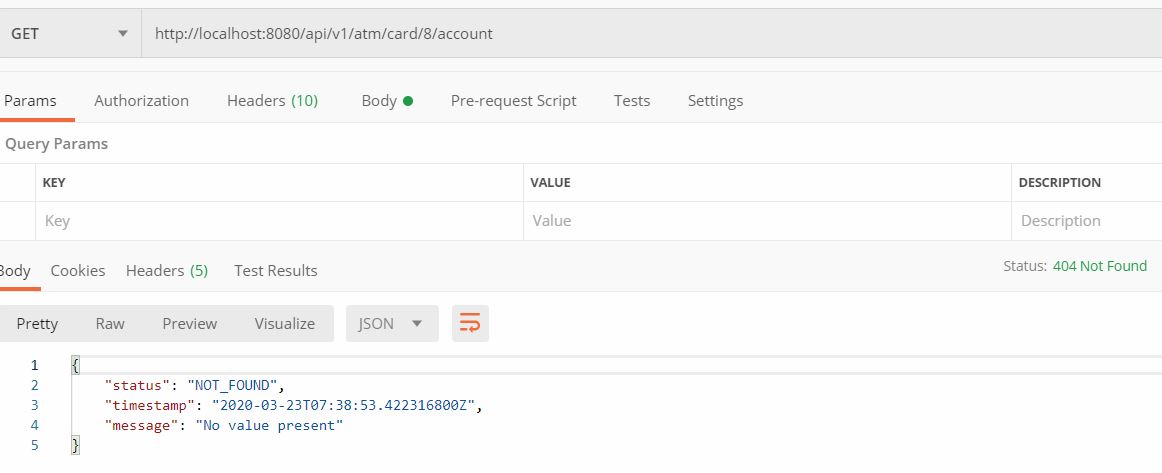 GET http://localhost:8080/api/v1/atm/card/8/account
Params Authorization Headers (10) Body Pre-request Script Tests Settings
Query Params
KEY VALUE DESCRIPTION
Key Value Description
Body Cookies Headers (5) Test Results Status: 404 Not Found
Pretty Raw Preview Visualize JSON
1 {
2 "status": "NOT_FOUND",
3 "timestamp": "2020-03-23T07:38:53.422316800Z",
4 "message": "No value present"
5 }